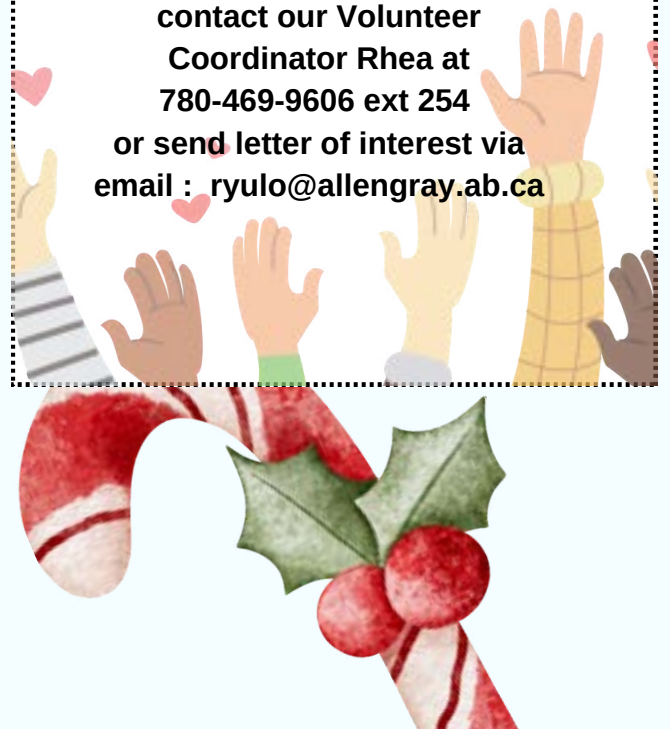 contact our Volunteer
Coordinator Rhea at
780-469-9606 ext 254
or send letter of interest via
email :  ryulo@allengray.ab.ca